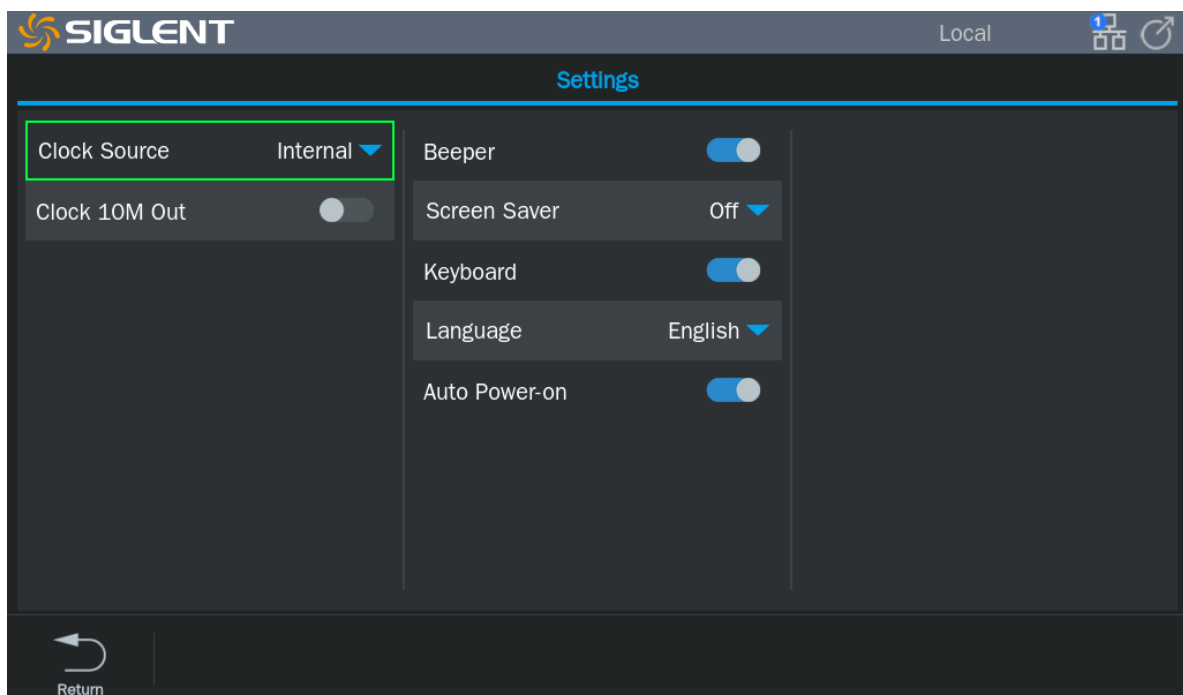 SIGLENT Local 1
Settings
Clock Source Internal
Clock 10M Out
Beeper
Screen Saver Off
Keyboard
Language English
Auto Power-on
Return